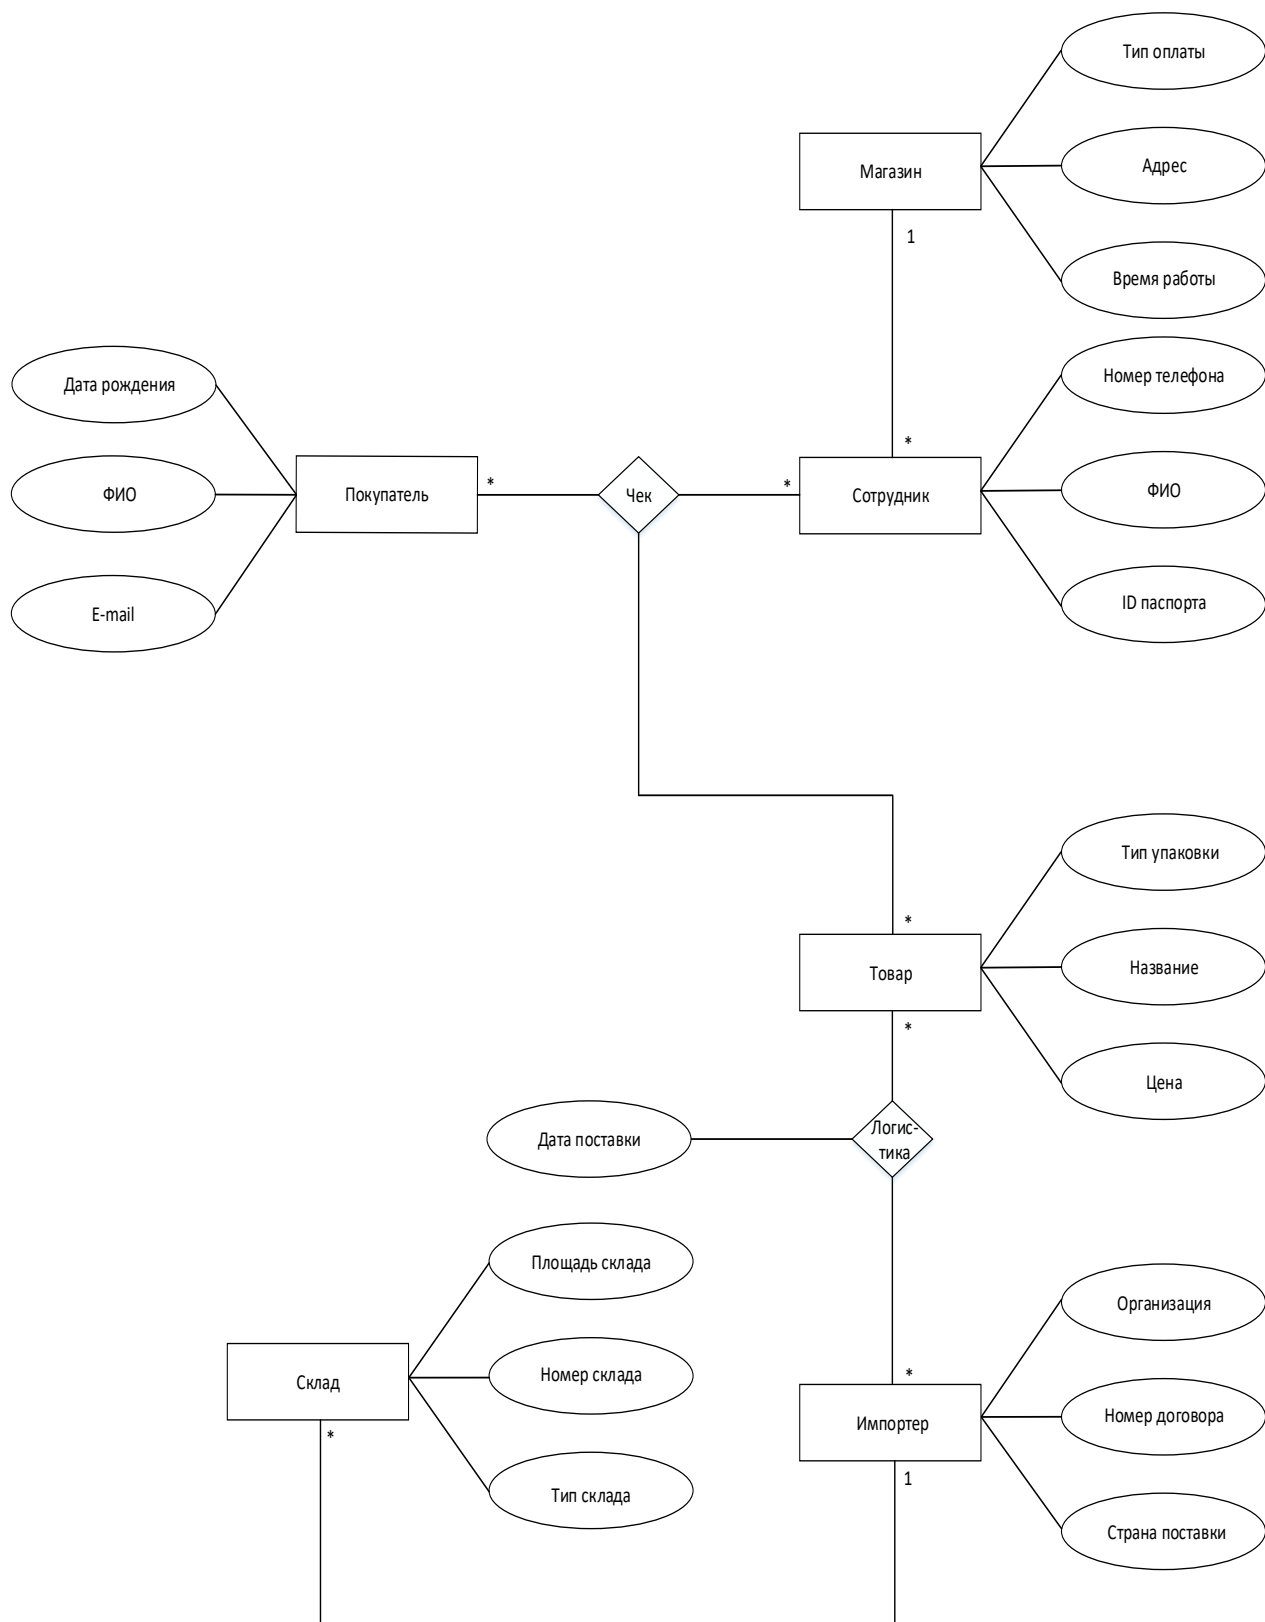 Тип оплаты
Магазин
Адрес
1
Время работы
Дата рождения
Номер телефона
*
ФИО
Покупатель
*
Чек
*
Сотрудник
ФИО
E-mail
ID паспорта
Тип упаковки
*
Товар
Название
*
Цена
Дата поставки
Логис-
тика
Площадь склада
Организация
Склад
Номер склада
*
Импортер
Номер договора
*
1
Тип склада
Страна поставки